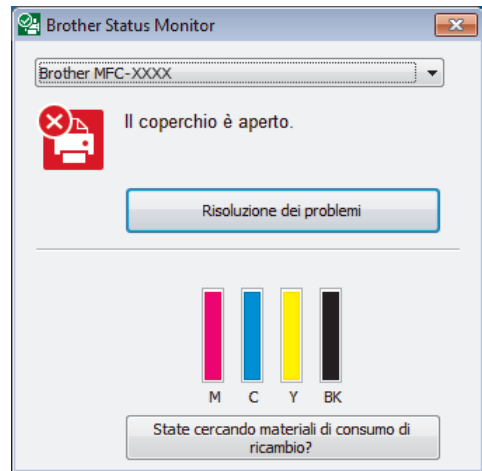 Brother Status Monitor
Brother MFC-XXXX
Il coperchio è aperto.
Risoluzione dei problemi
M C Y BK
State cercando materiali di consumo di
ricambio?